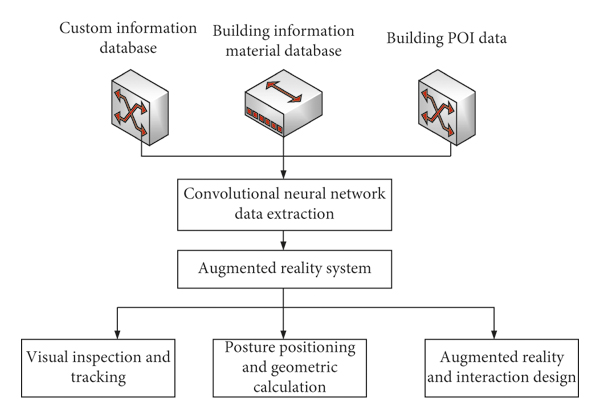 Custom information
database
Building information
material database
Building POI data
Convolutional neural network
data extraction
Augmented reality system
Visual inspection and
tracking
Posture positioning
and geometric
calculation
Augmented reality
and interaction design